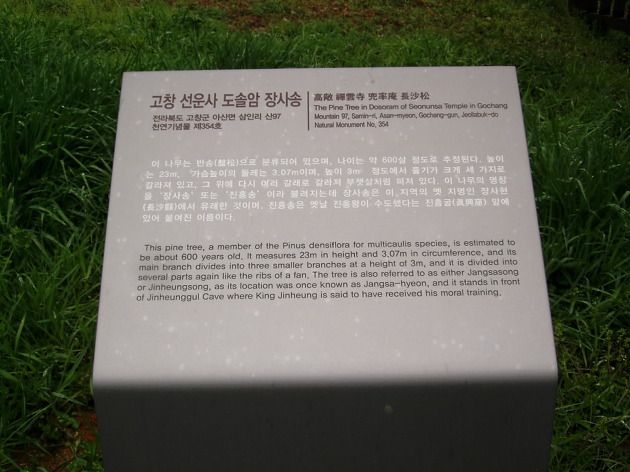 고창 선운사 도솔암 장사송
전라북도 고창군 아산면 삼인리 산97
천연기념물 제354호
高敞 禪雲寺 兜率庵 長沙松
The Pine Tree in Dosoram of Seonunsa Temple in Gochang
Mountain 97, Samin-ri, Asan-myeon, Gochang-gun, Jeollabuk-do
Natural Monument No. 354
이 나무는 반송(盤松)으로 분류되어 있으며, 나이는 약 600살 정도로 추정된다. 높이
는 23m, 가슴높이의 둘레는 3.07m이며, 높이 3m 정도에서 줄기가 크게 세 가지로
갈라져 있고, 그 위에 다시 여러 갈래로 갈라져 부챗살처럼 퍼져 있다. 이 나무의 명칭
을 '장사송' 또는 '진흥송' 이라 불려지는데 장사송은 이 지역의 옛 지명인 장사현
(長沙縣)에서 유래한 것이며, 진흥송은 옛날 진흥왕이 수도했다는 진흥굴 앞에
있어 붙여진 이름이다.
This pine tree, a member of the Pinus densiflora for multicaulis species, is estimated to
be about 600 years old. It measures 23m in height and 3.07m in circumference, and its
main branch divides into three smaller branches at a height of 3m, and it is divided into
several parts again like the ribs of a fan. The tree is also referred to as either Jangsasong
or Jinheungsong, as its location was once known as Jangsa-hyeon, and it stands in front
of Jinheunggul Cave where King Jinheung is said to have received his moral training.